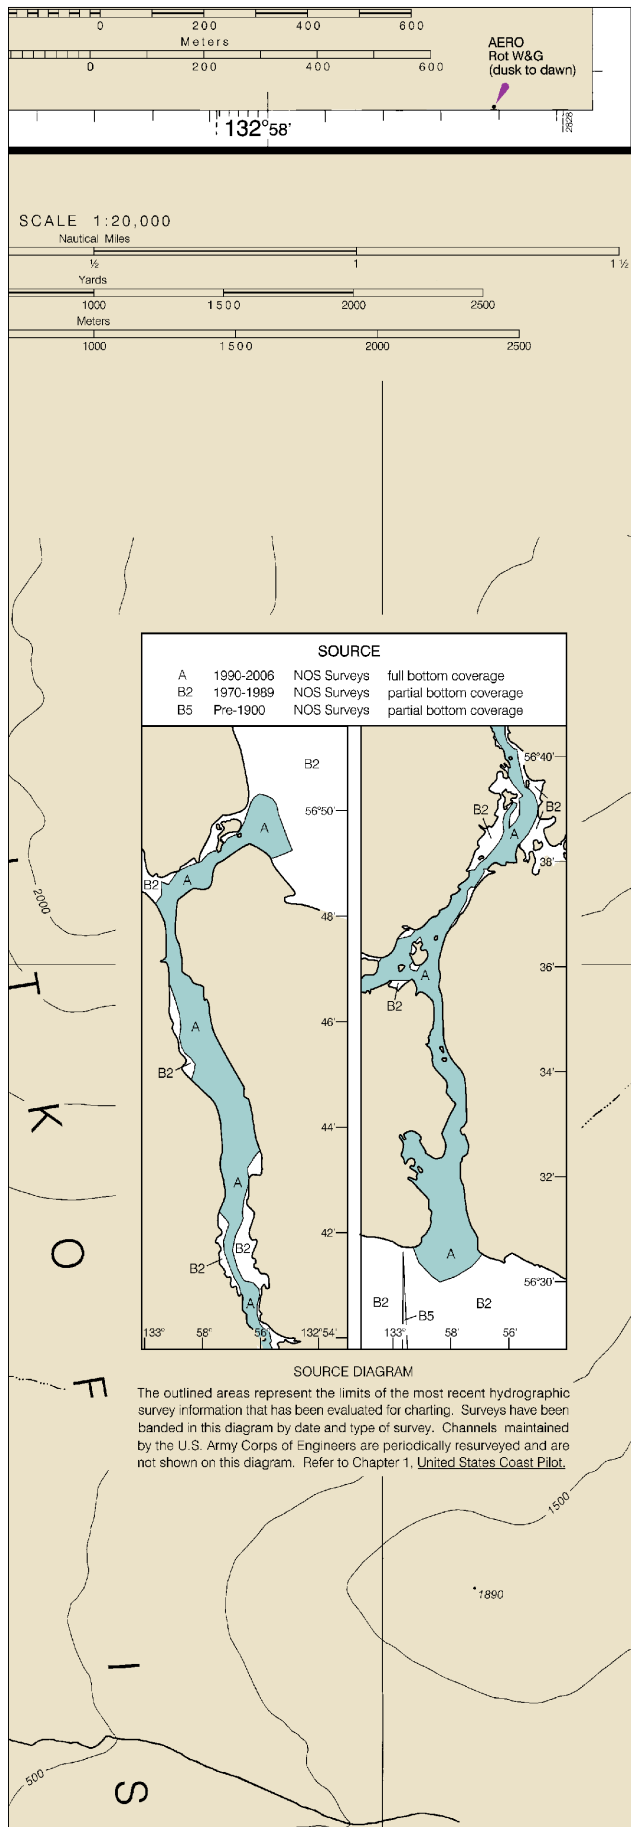 0 200 400 600
Meters
0 200 400 600
AERO
Rot W&G
(dusk to dawn)
132°58'
2828
SCALE 1:20,000
Nautical Miles
½ 1 1 ½
Yards
1000 1500 2000 2500
Meters
1000 1500 2000 2500
SOURCE
A 1990-2006 NOS Surveys full bottom coverage
B2 1970-1989 NOS Surveys partial bottom coverage
B5 Pre-1900 NOS Surveys partial bottom coverage
B2
56°50'
A
B2
A
48'
46'
A
B2
44'
A
42'
B2
B2
A
133° 58' 56' 132°54'
56°40'
B2
B2
A
38'
A
36'
A
B2
34'
32'
A
56°30'
B2
B5
B2
133° 58' 56'
2000
T
K
O
F
SOURCE DIAGRAM
The outlined areas represent the limits of the most recent hydrographic
survey information that has been evaluated for charting. Surveys have been
banded in this diagram by date and type of survey. Channels maintained
by the U.S. Army Corps of Engineers are periodically resurveyed and are
not shown on this diagram. Refer to Chapter 1, United States Coast Pilot.
1500
1890
I
500
S